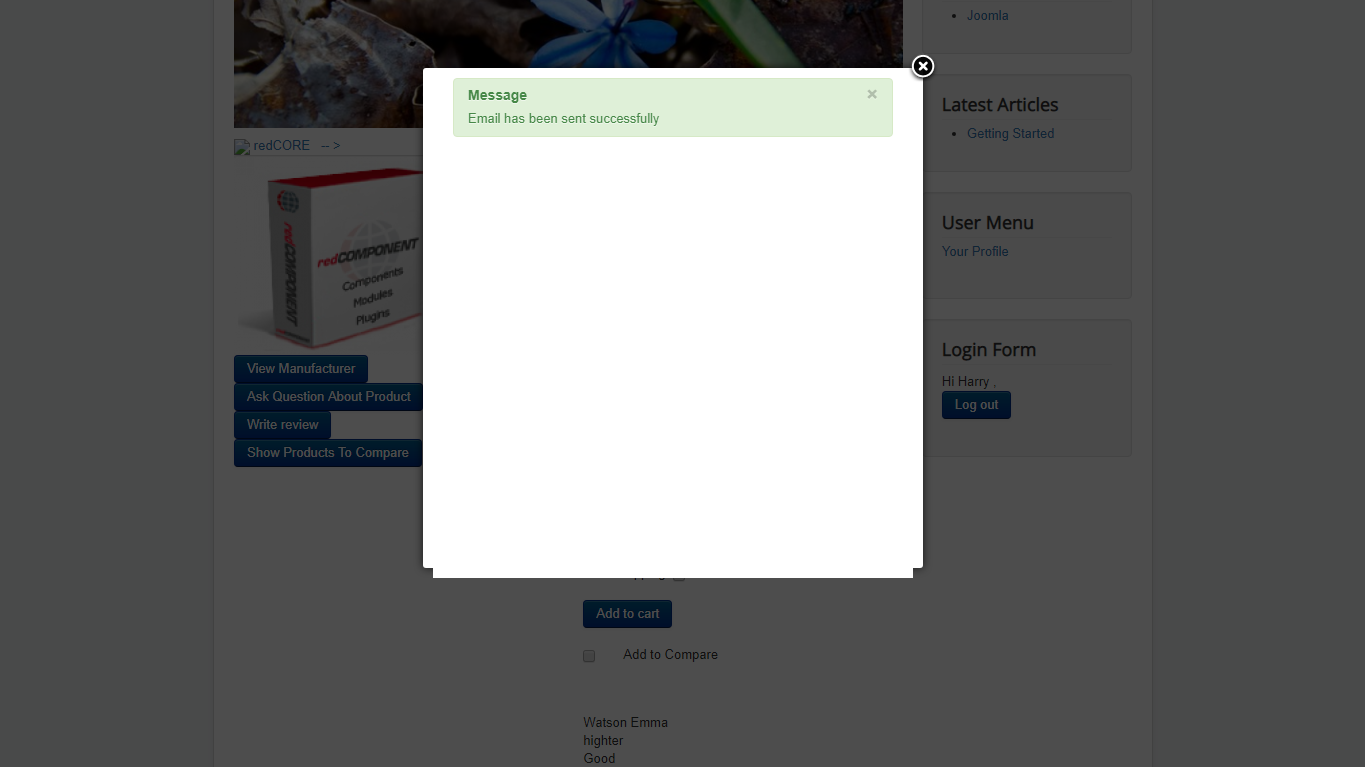 Joomla
Message
×
Email has been sent successfully
Latest Articles
Getting Started
redCORE -- >
redCOMPONENT
redCOMPONENT
Components
Modules
Plugins
User Menu
Your Profile
View Manufacturer
Ask Question About Product
Write review
Show Products To Compare
Login Form
Hi Harry ,
Log out
Add to cart
Add to Compare
Watson Emma
highter
Good